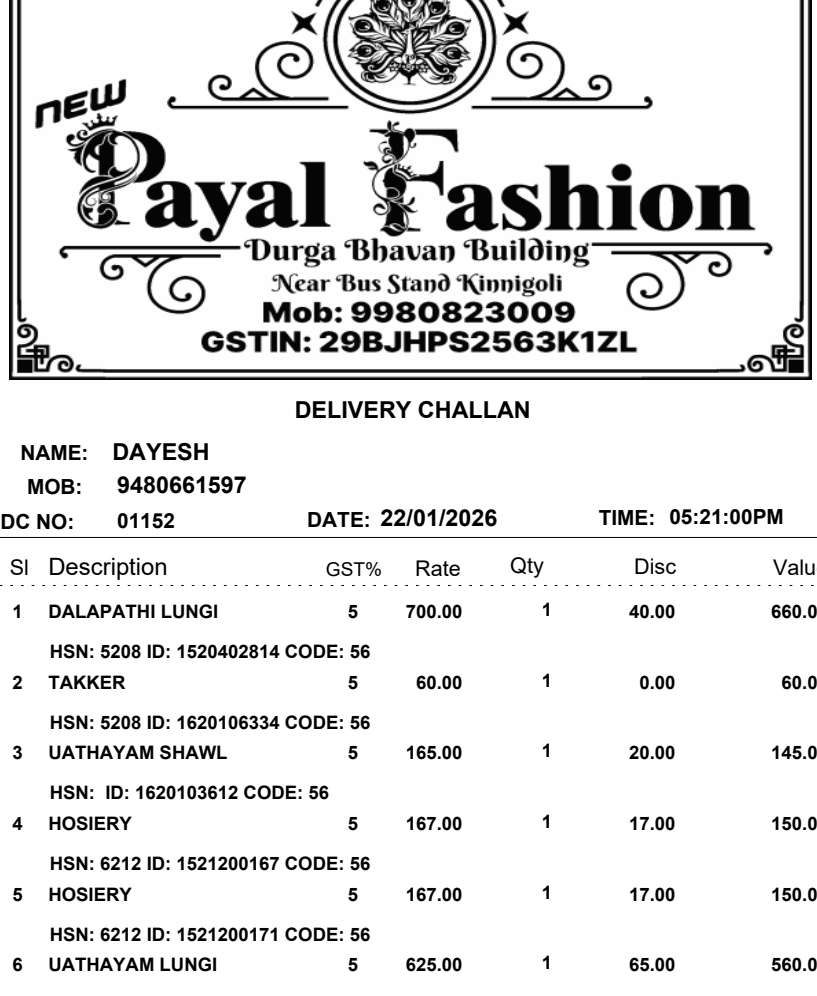 NEW
Payal Fashion
Durga Bhavan Building
Near Bus Stand Kinnigoli
Mob: 9980823009
GSTIN: 29BJHPS2563K1ZL
DELIVERY CHALLAN
NAME: DAYESH
MOB: 9480661597
DC NO: 01152 DATE: 22/01/2026 TIME: 05:21:00PM
Sl Description GST% Rate Qty Disc Valu
1 DALAPATHI LUNGI 5 700.00 1 40.00 660.0
HSN: 5208 ID: 1520402814 CODE: 56
2 TAKKER 5 60.00 1 0.00 60.0
HSN: 5208 ID: 1620106334 CODE: 56
3 UATHAYAM SHAWL 5 165.00 1 20.00 145.0
HSN: ID: 1620103612 CODE: 56
4 HOSIERY 5 167.00 1 17.00 150.0
HSN: 6212 ID: 1521200167 CODE: 56
5 HOSIERY 5 167.00 1 17.00 150.0
HSN: 6212 ID: 1521200171 CODE: 56
6 UATHAYAM LUNGI 5 625.00 1 65.00 560.0